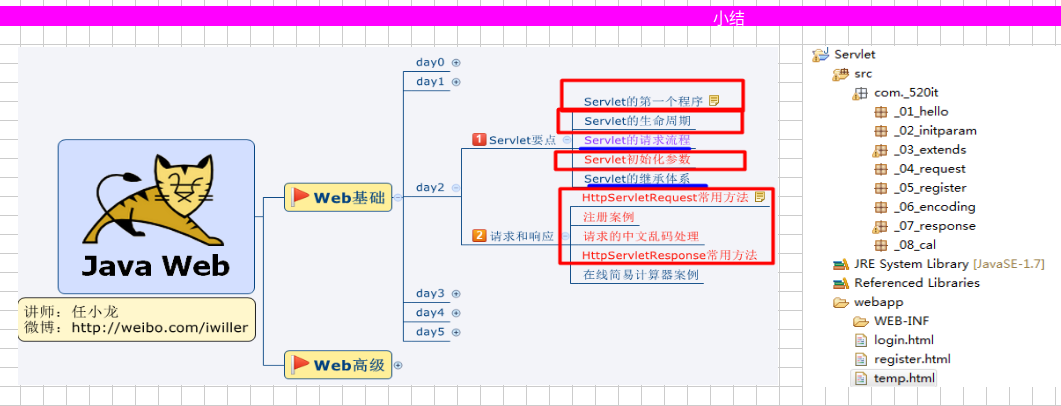 小结
day0
day1
Servlet的第一个程序
Servlet的生命周期
1 Servlet要点
Servlet的请求流程
Servlet初始化参数
Servlet的继承体系
day2
Web基础
HttpServletRequest常用方法
注册案例
2 请求和响应
请求的中文乱码处理
HttpServletResponse常用方法
在线简易计算器案例
Java Web
讲师：任小龙
微博：http://weibo.com/iwiller
day3
day4
day5
Web高级
Servlet
src
com._520it
_01_hello
_02_initparam
_03_extends
_04_request
_05_register
_06_encoding
_07_response
_08_cal
JRE System Library [JavaSE-1.7]
Referenced Libraries
webapp
WEB-INF
login.html
register.html
temp.html